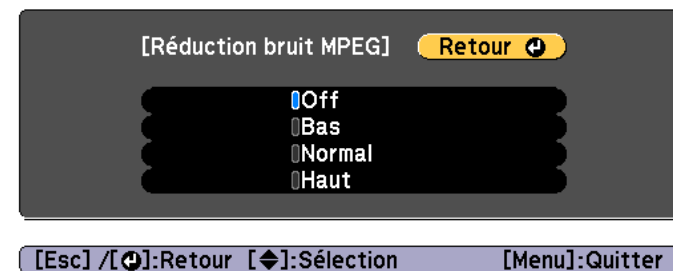 [Réduction bruit MPEG] Retour
Off
Bas
Normal
Haut
[Esc] /[⏎]:Retour [◆]:Sélection [Menu]:Quitter